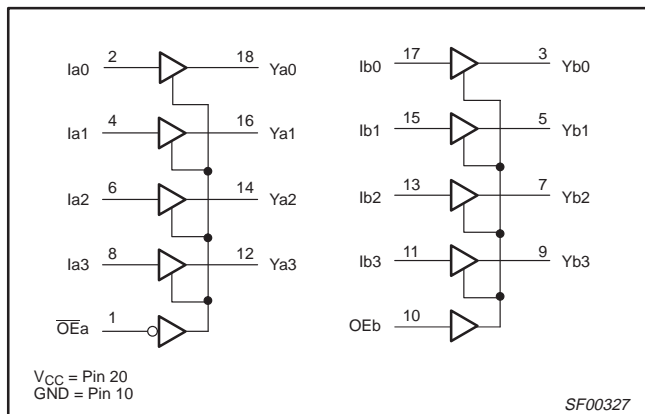 Ia0 2 18 Ya0
Ia1 4 16 Ya1
Ia2 6 14 Ya2
Ia3 8 12 Ya3
O̅E̅a 1
Ib0 17 3 Yb0
Ib1 15 5 Yb1
Ib2 13 7 Yb2
Ib3 11 9 Yb3
OEb 10
VCC = Pin 20
GND = Pin 10
SF00327